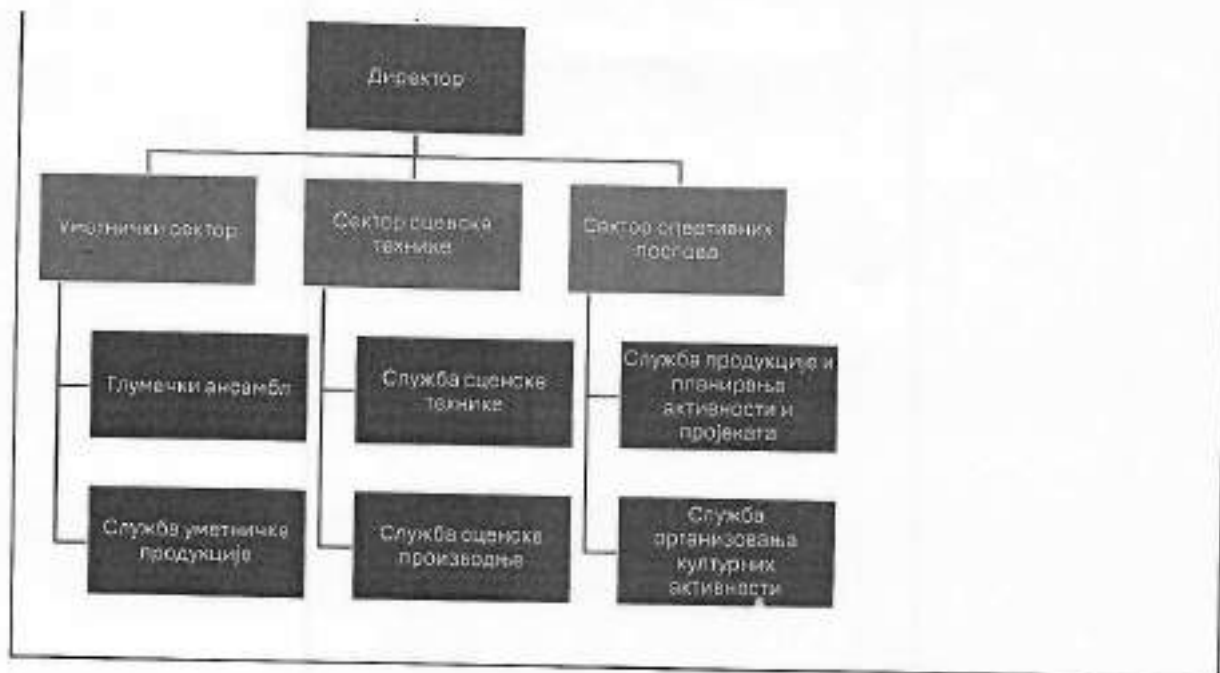 Директор
Уметнички сектор
Сектор сценске
технике
Сектор оперативних
послова
Глумачки ансамбл
Служба сценске
технике
Служба продукције и
планирања
активности и
пројеката
Служба уметничке
продукције
Служба сценске
производње
Служба
организовања
културних
активности